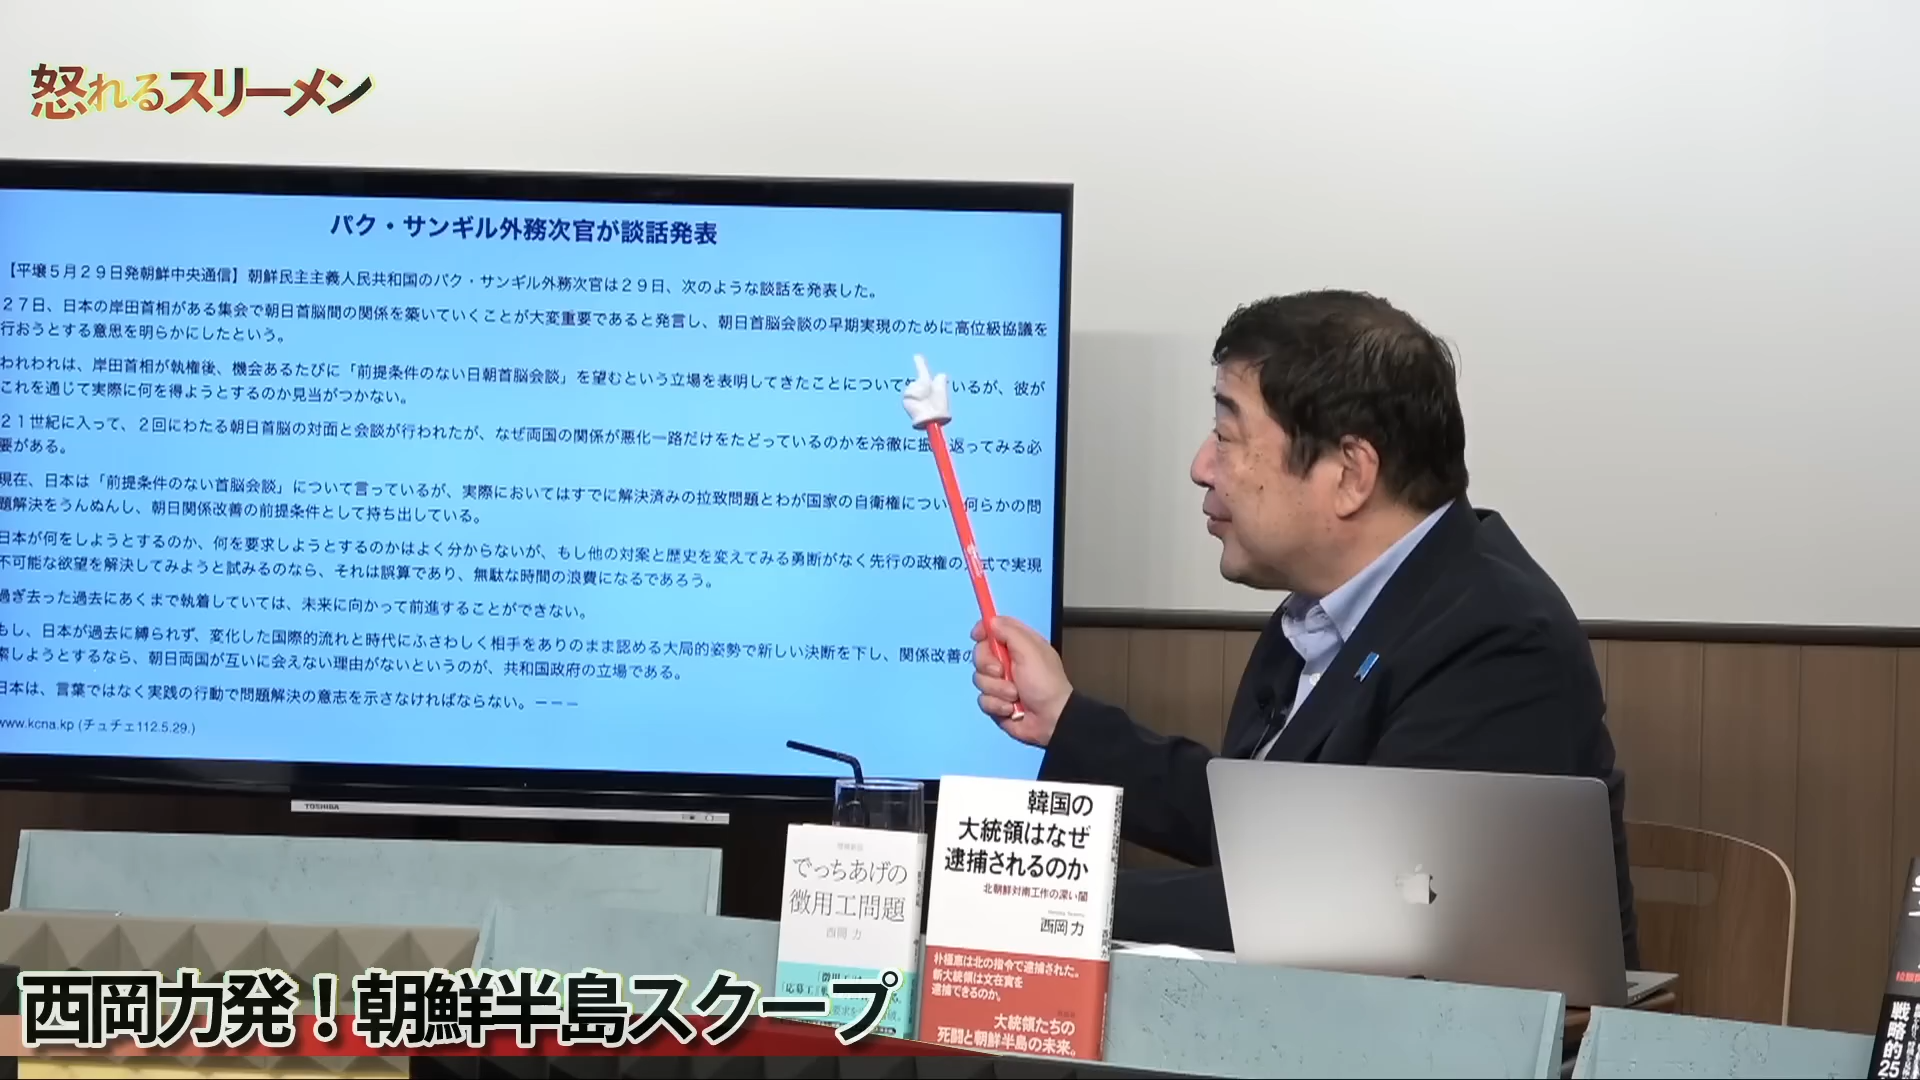 怒れるスリーメン
パク・サンギル外務次官が談話発表
【平壌5月29日発朝鮮中央通信】朝鮮民主主義人民共和国のパク・サンギル外務次官は29日、次のような談話を発表した。
27日、日本の岸田首相がある集会で朝日首脳間の関係を築いていくことが大変重要であると発言し、朝日首脳会談の早期実現のために高位級協議を
行おうとする意思を明らかにしたという。
われわれは、岸田首相が執権後、機会あるたびに「前提条件のない日朝首脳会談」を望むという立場を表明してきたことについて いるが、彼が
これを通じて実際に何を得ようとするのか見当がつかない。
21世紀に入って、2回にわたる朝日首脳の対面と会談が行われたが、なぜ両国の関係が悪化一路だけをたどっているのかを冷徹に振 返ってみる必
要がある。
現在、日本は「前提条件のない首脳会談」について言っているが、実際においてはすでに解決済みの拉致問題とわが国家の自衛権につい 何らかの問
題解決をうんぬんし、朝日関係改善の前提条件として持ち出している。
日本が何をしようとするのか、何を要求しようとするのかはよく分からないが、もし他の対案と歴史を変えてみる勇断がなく先行の政権の 式で実現
不可能な欲望を解決してみようと試みるのなら、それは誤算であり、無駄な時間の浪費になるであろう。
過ぎ去った過去にあくまで執着していては、未来に向かって前進することができない。
もし、日本が過去に縛られず、変化した国際的流れと時代にふさわしく相手をありのまま認める大局的姿勢で新しい決断を下し、関係改善の
索しようとするなら、朝日両国が互いに会えない理由がないというのが、共和国政府の立場である。
日本は、言葉ではなく実践の行動で問題解決の意志を示さなければならない。ーーー
www.kcna.kp (チュチェ112.5.29.)
TOSHIBA
でっちあげの
徴用工問題
西岡 力
韓国の
大統領はなぜ
逮捕されるのか
北朝鮮対南工作の深い闇
西岡 力
朴槿恵は北の指令で逮捕された。
新大統領は文在寅を
逮捕できるのか。
大統領たちの
死闘と朝鮮半島の未来。
戦略的25
西岡力発！朝鮮半島スクープ